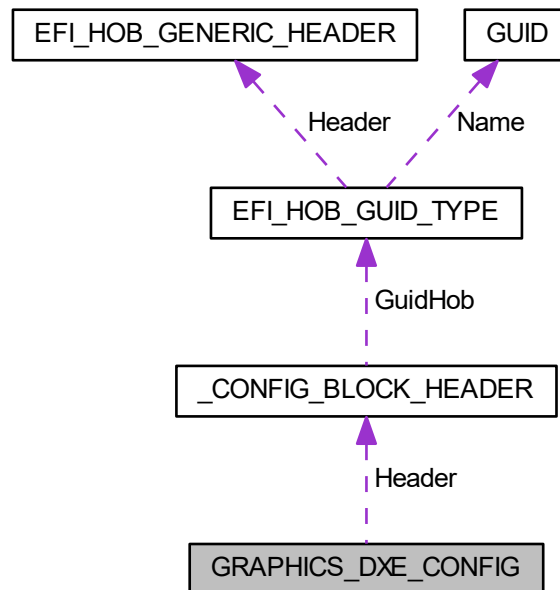 EFI_HOB_GENERIC_HEADER
GUID
Header
Name
EFI_HOB_GUID_TYPE
GuidHob
_CONFIG_BLOCK_HEADER
Header
GRAPHICS_DXE_CONFIG